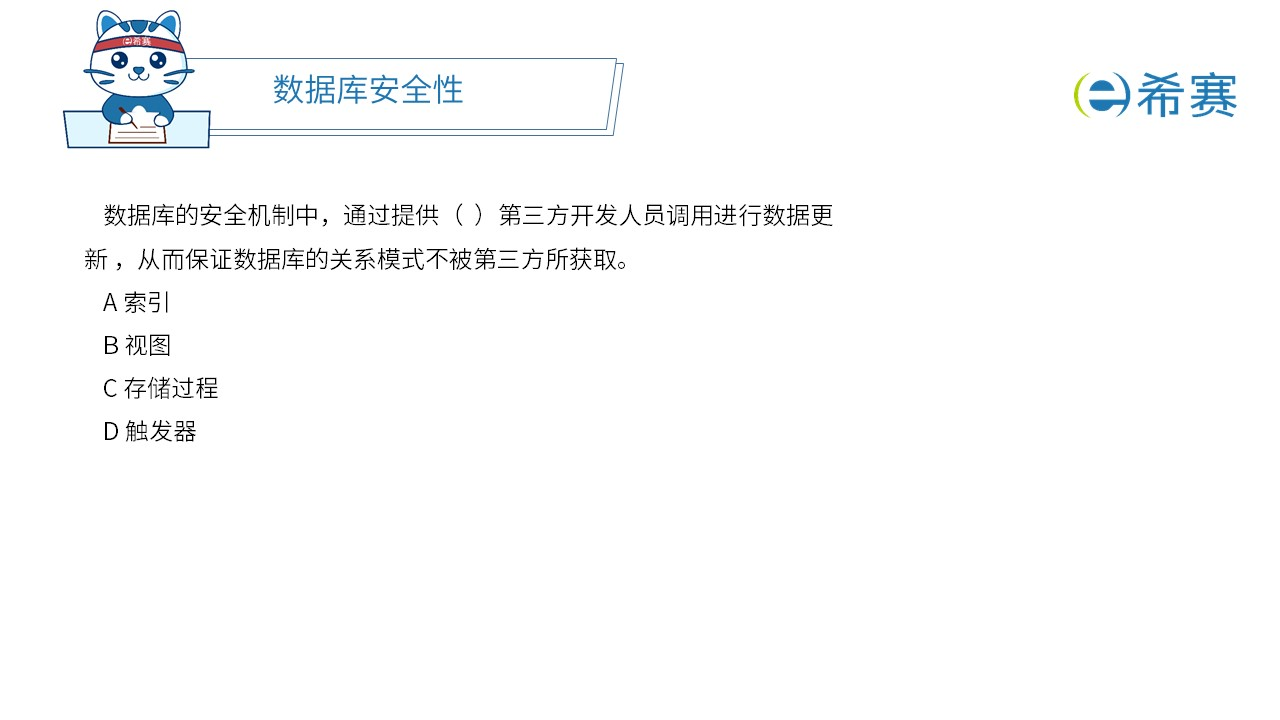 数据库安全性
希赛
数据库的安全机制中，通过提供（ ）第三方开发人员调用进行数据更
新 ，从而保证数据库的关系模式不被第三方所获取。
A 索引
B 视图
C 存储过程
D 触发器